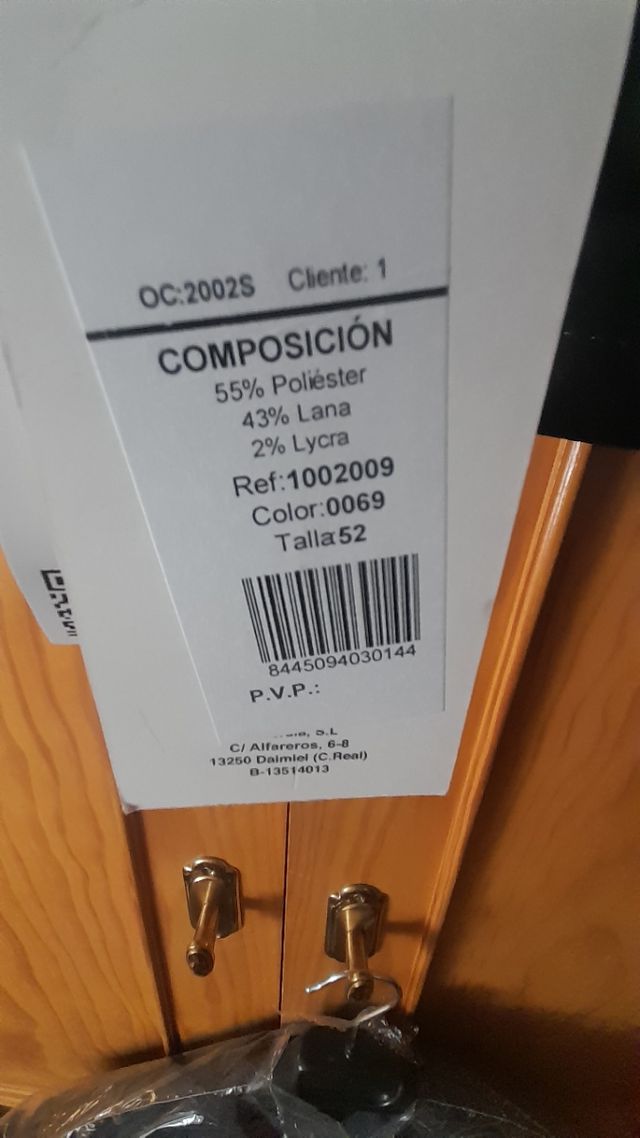 OC:2002S Cliente: 1
COMPOSICIÓN
55% Poliéster
43% Lana
2% Lycra
Ref:1002009
Color:0069
Talla:52
8445094030144
P.V.P.:
S.L
C/ Alfareros, 6-8
13250 Daimiel (C.Real)
B-13514013